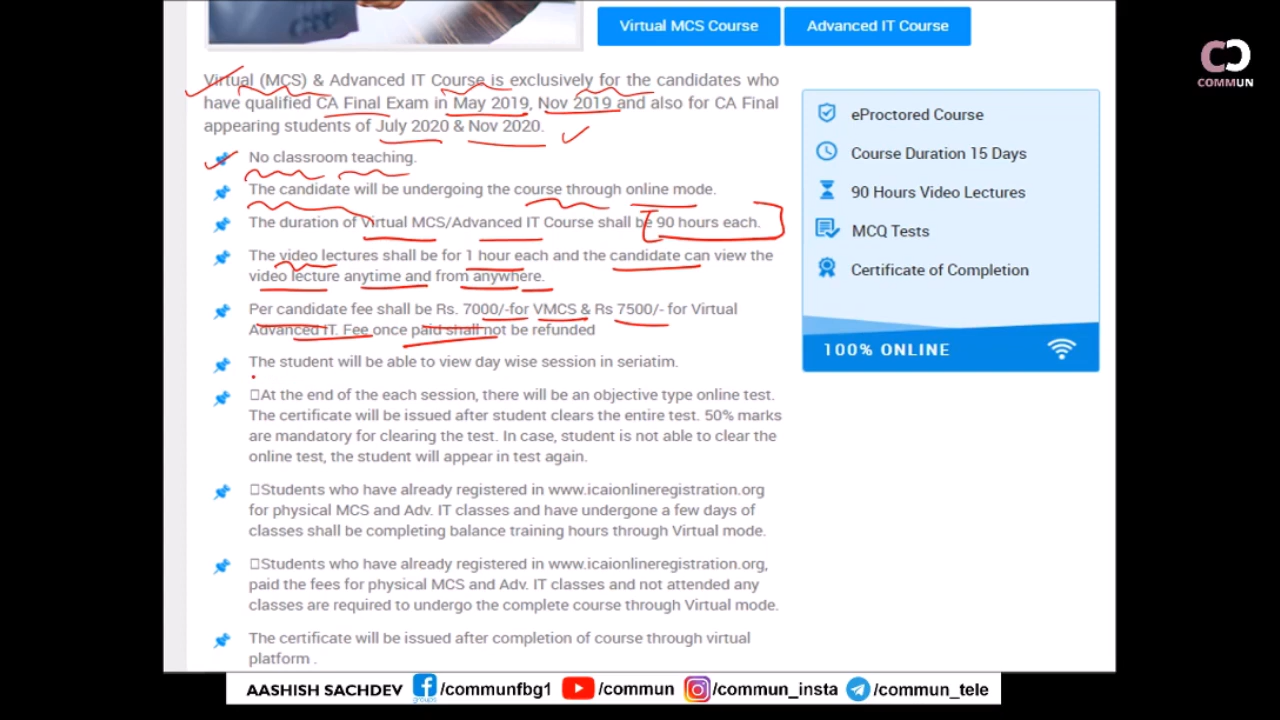 Virtual MCS Course
Advanced IT Course
COMMUN
Virtual (MCS) & Advanced IT Course is exclusively for the candidates who
have qualified CA Final Exam in May 2019, Nov 2019 and also for CA Final
appearing students of July 2020 & Nov 2020.
No classroom teaching.
The candidate will be undergoing the course through online mode.
The duration of Virtual MCS/Advanced IT Course shall be 90 hours each.
The video lectures shall be for 1 hour each and the candidate can view the
video lecture anytime and from anywhere.
Per candidate fee shall be Rs. 7000/-for VMCS & Rs 7500/- for Virtual
Advanced IT. Fee once paid shall not be refunded
The student will be able to view day wise session in seriatim.
At the end of the each session, there will be an objective type online test.
The certificate will be issued after student clears the entire test. 50% marks
are mandatory for clearing the test. In case, student is not able to clear the
online test, the student will appear in test again.
Students who have already registered in www.icaionlineregistration.org
for physical MCS and Adv. IT classes and have undergone a few days of
classes shall be completing balance training hours through Virtual mode.
Students who have already registered in www.icaionlineregistration.org,
paid the fees for physical MCS and Adv. IT classes and not attended any
classes are required to undergo the complete course through Virtual mode.
The certificate will be issued after completion of course through virtual
platform .
eProctored Course
Course Duration 15 Days
90 Hours Video Lectures
MCQ Tests
Certificate of Completion
100% ONLINE
AASHISH SACHDEV groups /communfbg1 /commun /commun_insta /commun_tele